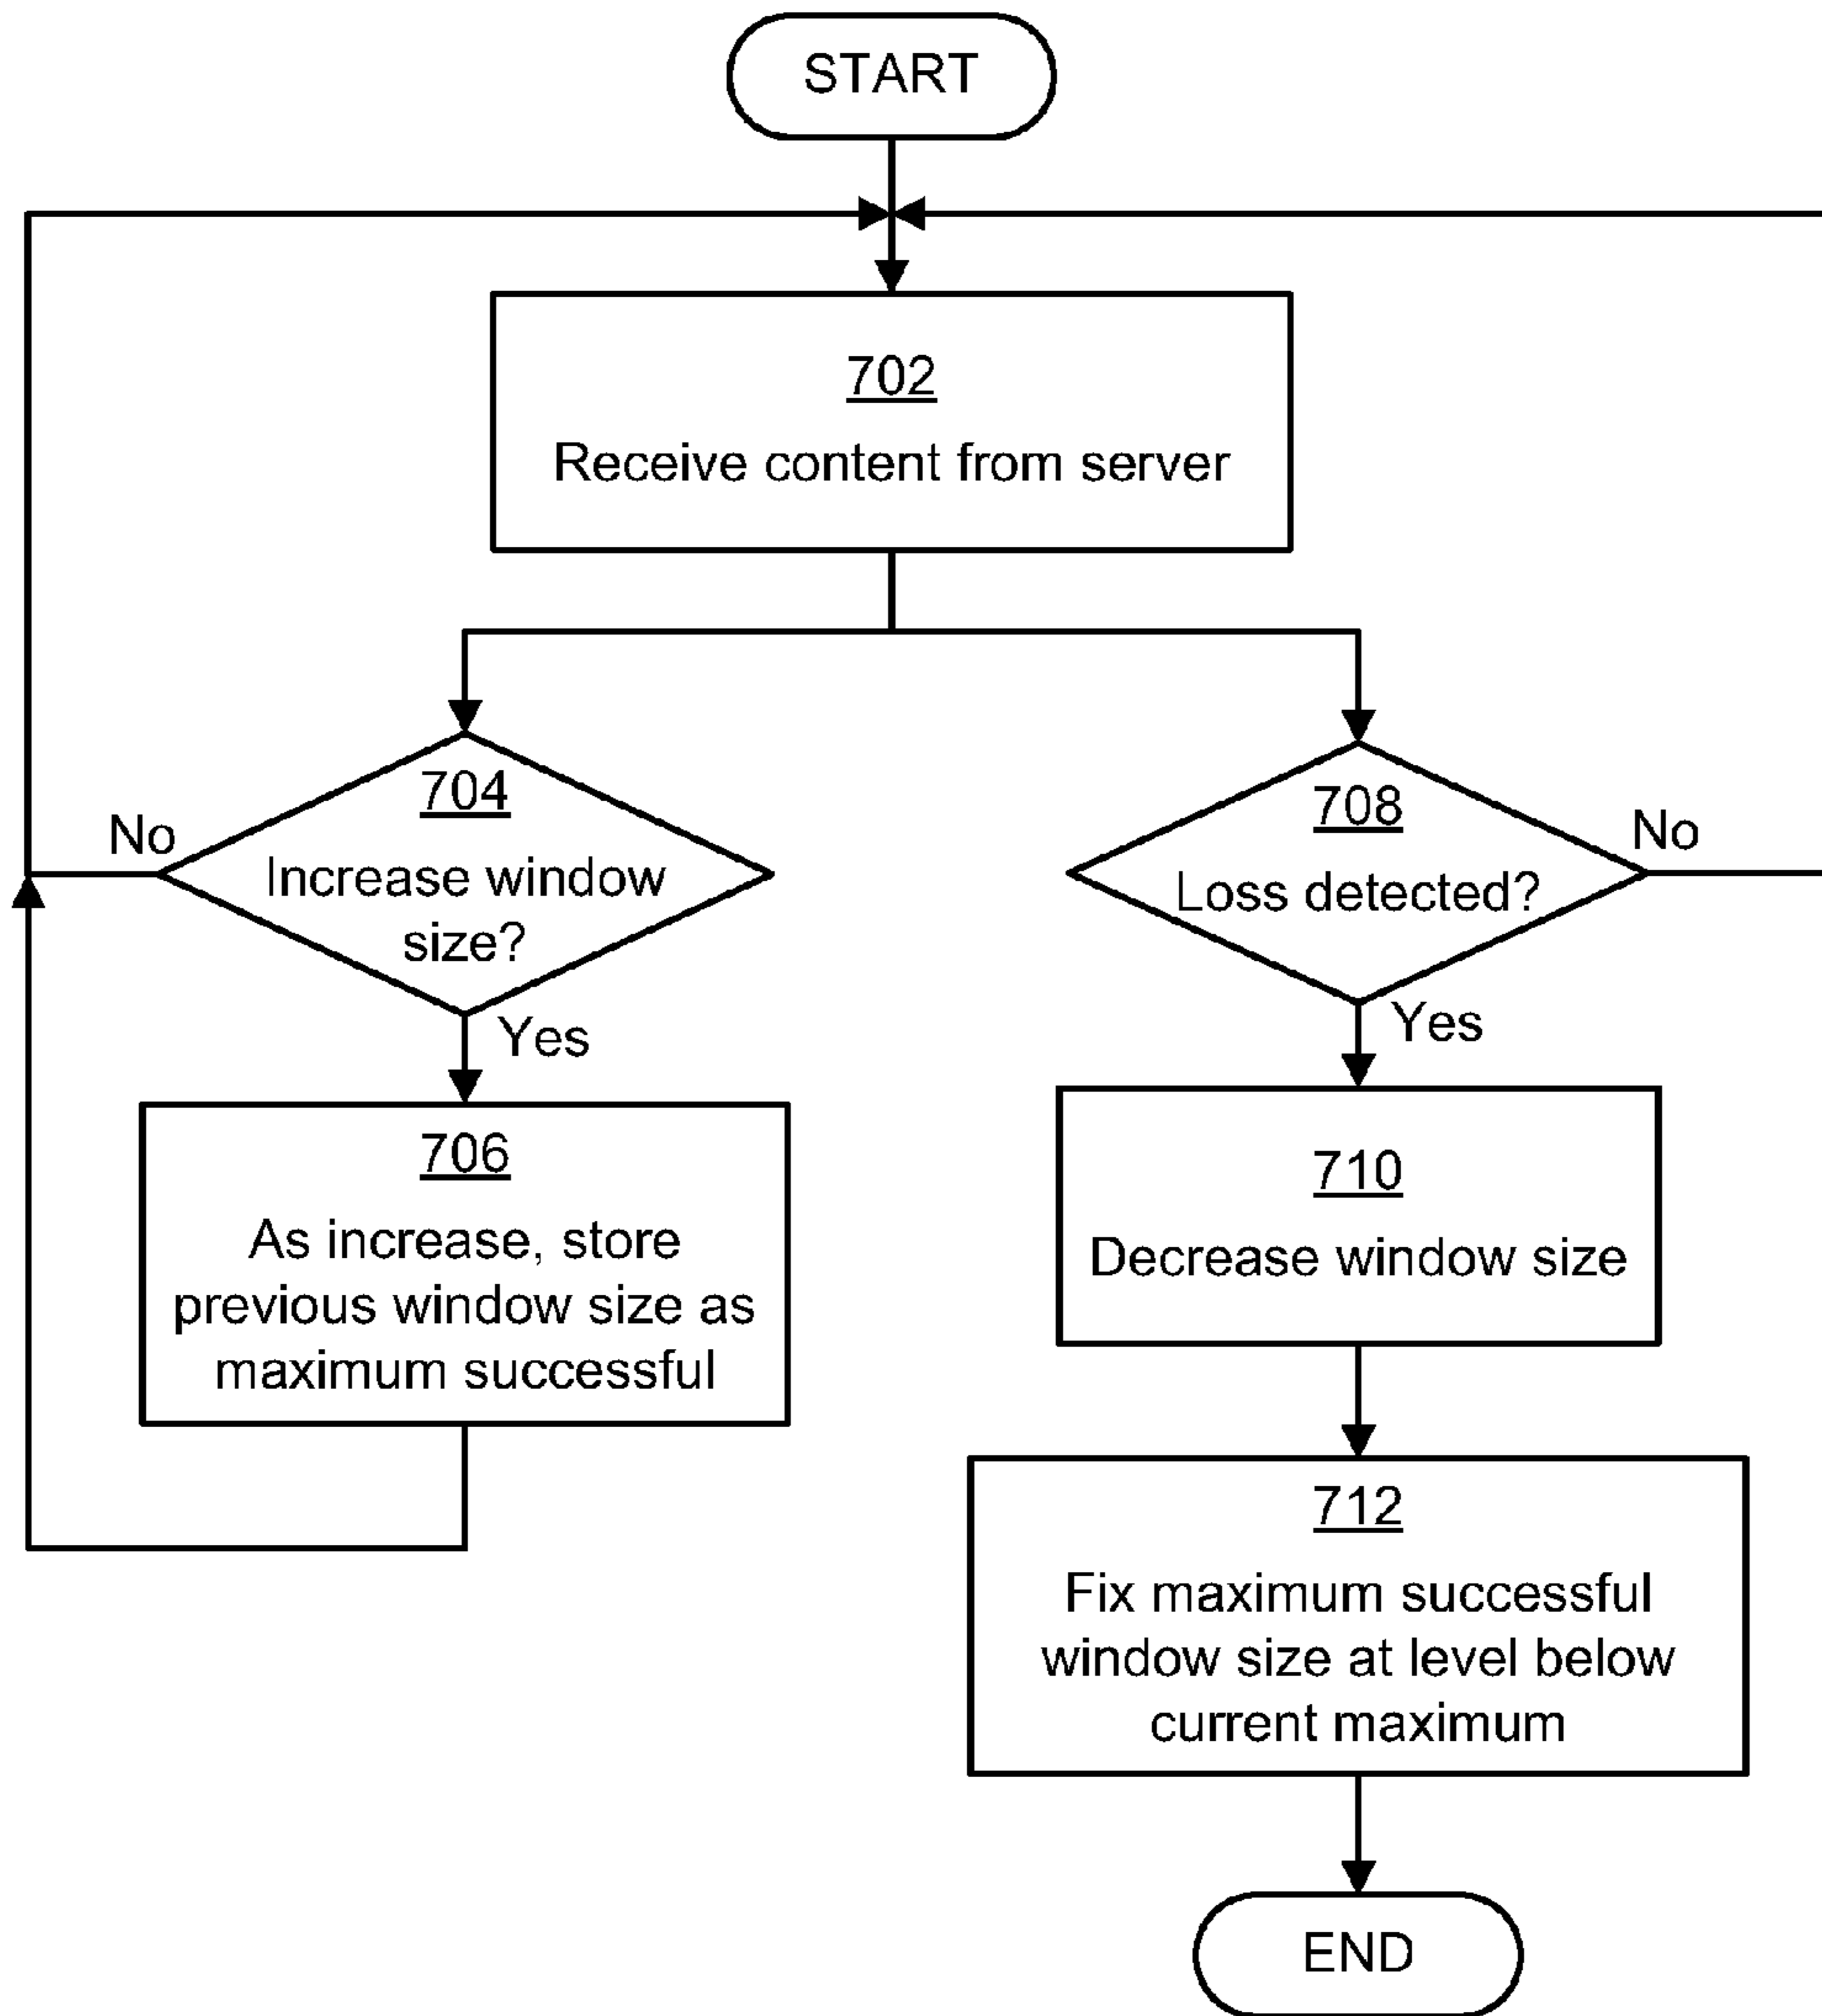 START
702
Receive content from server
704
Increase window
size?
No
Yes
706
As increase, store
previous window size as
maximum successful
708
Loss detected?
No
Yes
710
Decrease window size
712
Fix maximum successful
window size at level below
current maximum
END